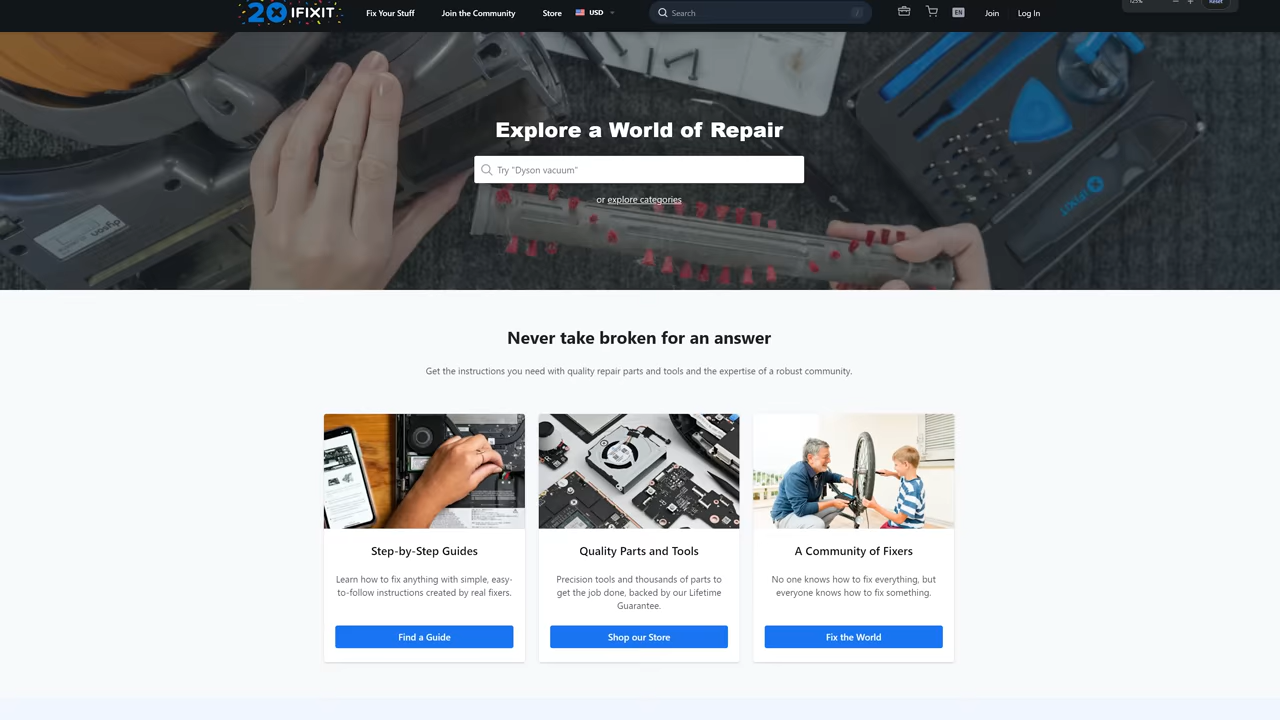 20 IFIXIT Fix Your Stuff Join the Community Store USD Search / EN Join Log In
125% Reset
Explore a World of Repair
Try "Dyson vacuum"
or explore categories
dyson
IFIXIT
Never take broken for an answer
Get the instructions you need with quality repair parts and tools and the expertise of a robust community.
Step-by-Step Guides
Learn how to fix anything with simple, easy-
to-follow instructions created by real fixers.
Find a Guide
Quality Parts and Tools
Precision tools and thousands of parts to
get the job done, backed by our Lifetime
Guarantee.
Shop our Store
A Community of Fixers
No one knows how to fix everything, but
everyone knows how to fix something.
Fix the World